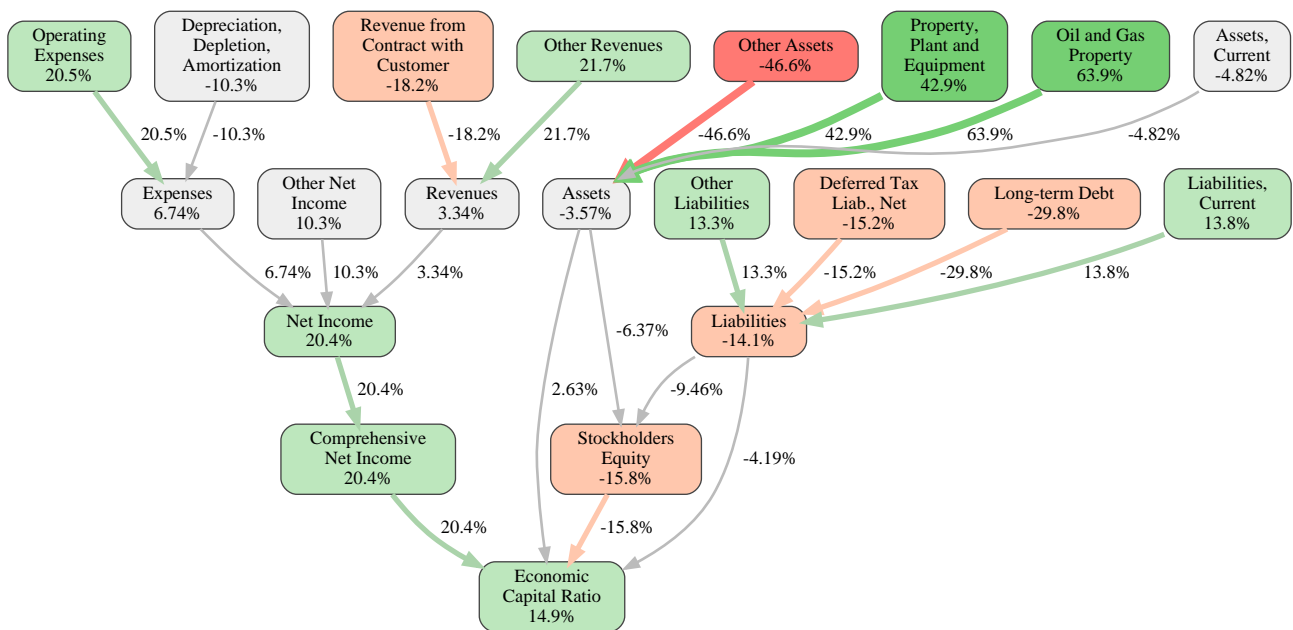 Operating
Expenses
20.5%
Depreciation,
Depletion,
Amortization
-10.3%
Revenue from
Contract with
Customer
-18.2%
Other Revenues
21.7%
Other Assets
-46.6%
Property,
Plant and
Equipment
42.9%
Oil and Gas
Property
63.9%
Assets,
Current
-4.82%
20.5%
-10.3%
-18.2%
21.7%
-46.6%
42.9%
63.9%
-4.82%
Expenses
6.74%
Other Net
Income
10.3%
Revenues
3.34%
Assets
-3.57%
Other
Liabilities
13.3%
Deferred Tax
Liab., Net
-15.2%
Long-term Debt
-29.8%
Liabilities,
Current
13.8%
6.74%
10.3%
3.34%
13.3%
-15.2%
-29.8%
13.8%
Net Income
20.4%
-6.37%
Liabilities
-14.1%
20.4%
2.63%
-9.46%
Comprehensive
Net Income
20.4%
Stockholders
Equity
-15.8%
-4.19%
20.4%
-15.8%
Economic
Capital Ratio
14.9%